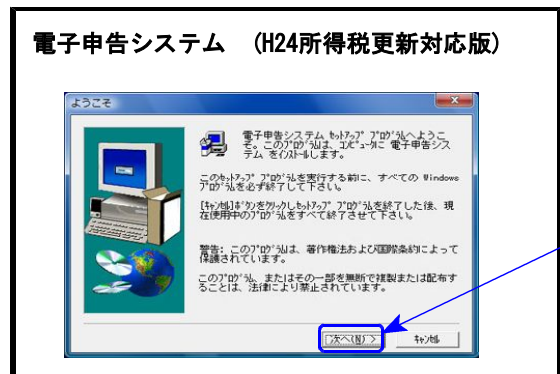 電子申告システム　(H24所得税更新対応版)
ようこそ
電子申告システム ｾｯﾄｱｯﾌﾟ ﾌﾟﾛｸﾞﾗﾑへようこ
そ。このﾌﾟﾛｸﾞﾗﾑは、ｺﾝﾋﾟｭｰﾀに 電子申告シス
テム をｲﾝｽﾄｰﾙします。
このｾｯﾄｱｯﾌﾟ ﾌﾟﾛｸﾞﾗﾑを実行する前に、すべての Windows
ﾌﾟﾛｸﾞﾗﾑを必ず終了して下さい。
[ｷｬﾝｾﾙ]ﾎﾞﾀﾝをｸﾘｯｸしｾｯﾄｱｯﾌﾟ ﾌﾟﾛｸﾞﾗﾑを終了した後、現
在使用中のﾌﾟﾛｸﾞﾗﾑをすべて終了させて下さい。
警告: このﾌﾟﾛｸﾞﾗﾑは、著作権法および国際条約によって
保護されています。
このﾌﾟﾛｸﾞﾗﾑ、またはその一部を無断で複製または配布す
ることは、法律により禁止されています。
次へ(N) >
ｷｬﾝｾﾙ